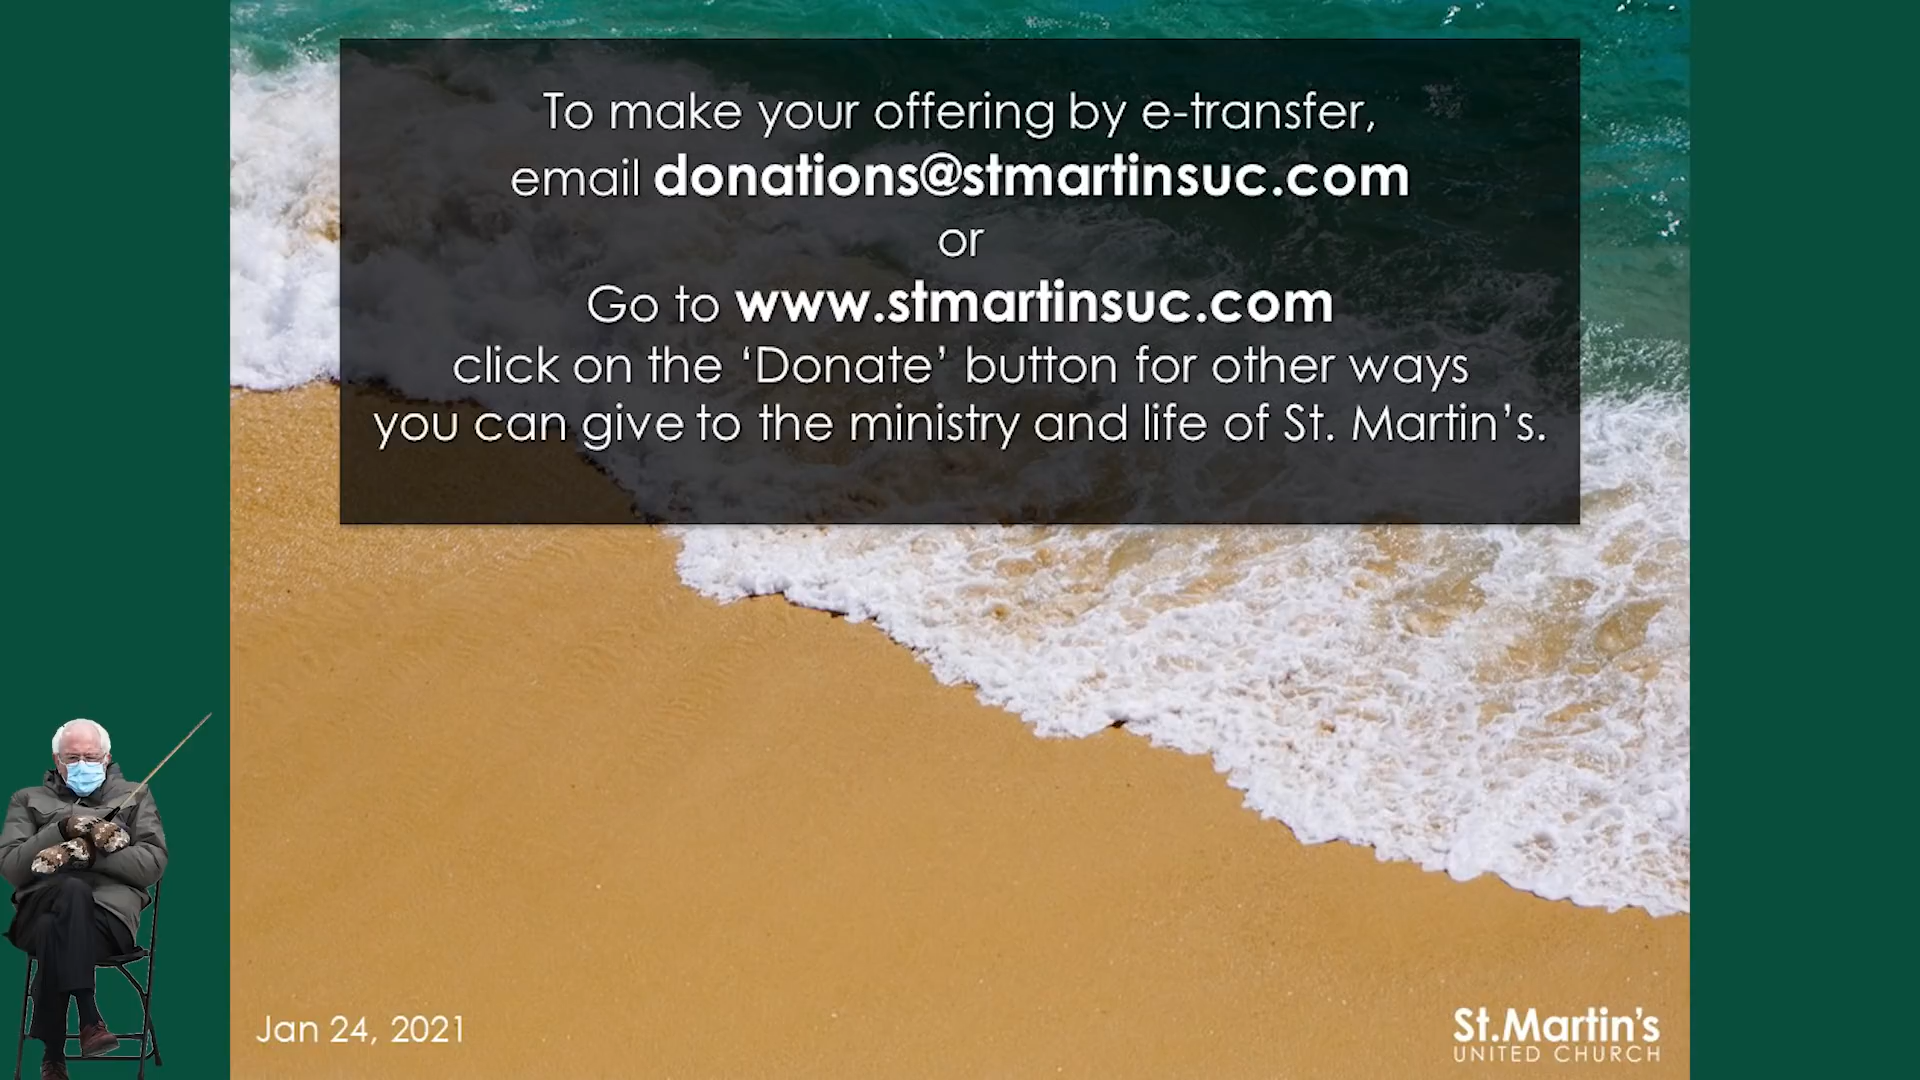 To make your offering by e-transfer,
email donations@stmartinsuc.com
or
Go to www.stmartinsuc.com
click on the ‘Donate’ button for other ways
you can give to the ministry and life of St. Martin’s.
Jan 24, 2021
St.Martin’s
UNITED CHURCH